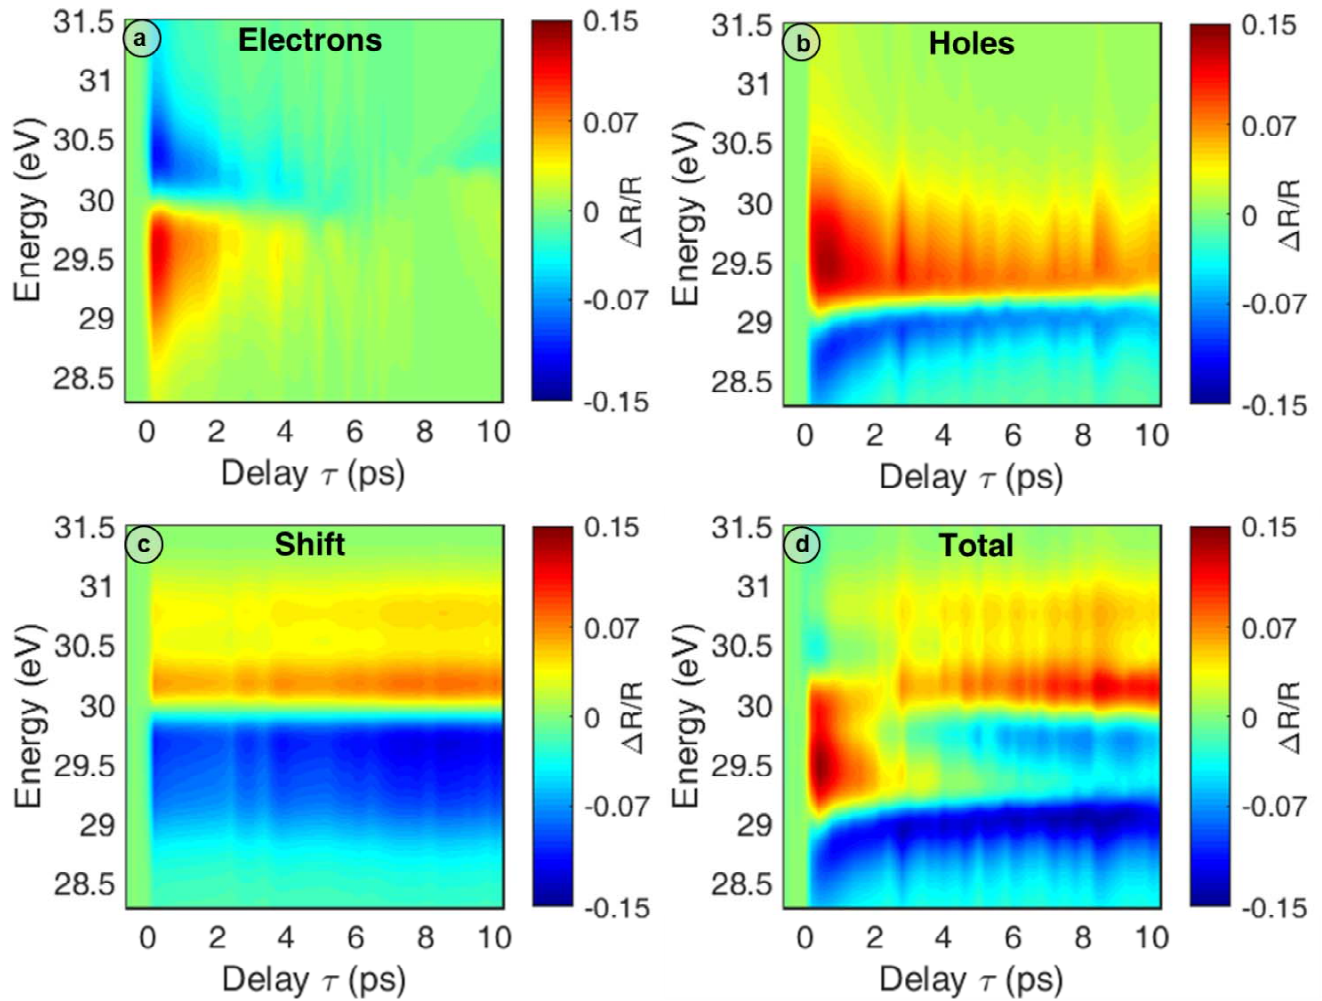 a Electrons
31.5
31
30.5
30
29.5
29
28.5
Energy (eV)
0 2 4 6 8 10
Delay τ (ps)
0.15
0.07
0
-0.07
-0.15
ΔR/R
b Holes
31.5
31
30.5
30
29.5
29
28.5
Energy (eV)
0 2 4 6 8 10
Delay τ (ps)
0.15
0.07
0
-0.07
-0.15
ΔR/R
c Shift
31.5
31
30.5
30
29.5
29
28.5
Energy (eV)
0 2 4 6 8 10
Delay τ (ps)
0.15
0.07
0
-0.07
-0.15
ΔR/R
d Total
31.5
31
30.5
30
29.5
29
28.5
Energy (eV)
0 2 4 6 8 10
Delay τ (ps)
0.15
0.07
0
-0.07
-0.15
ΔR/R